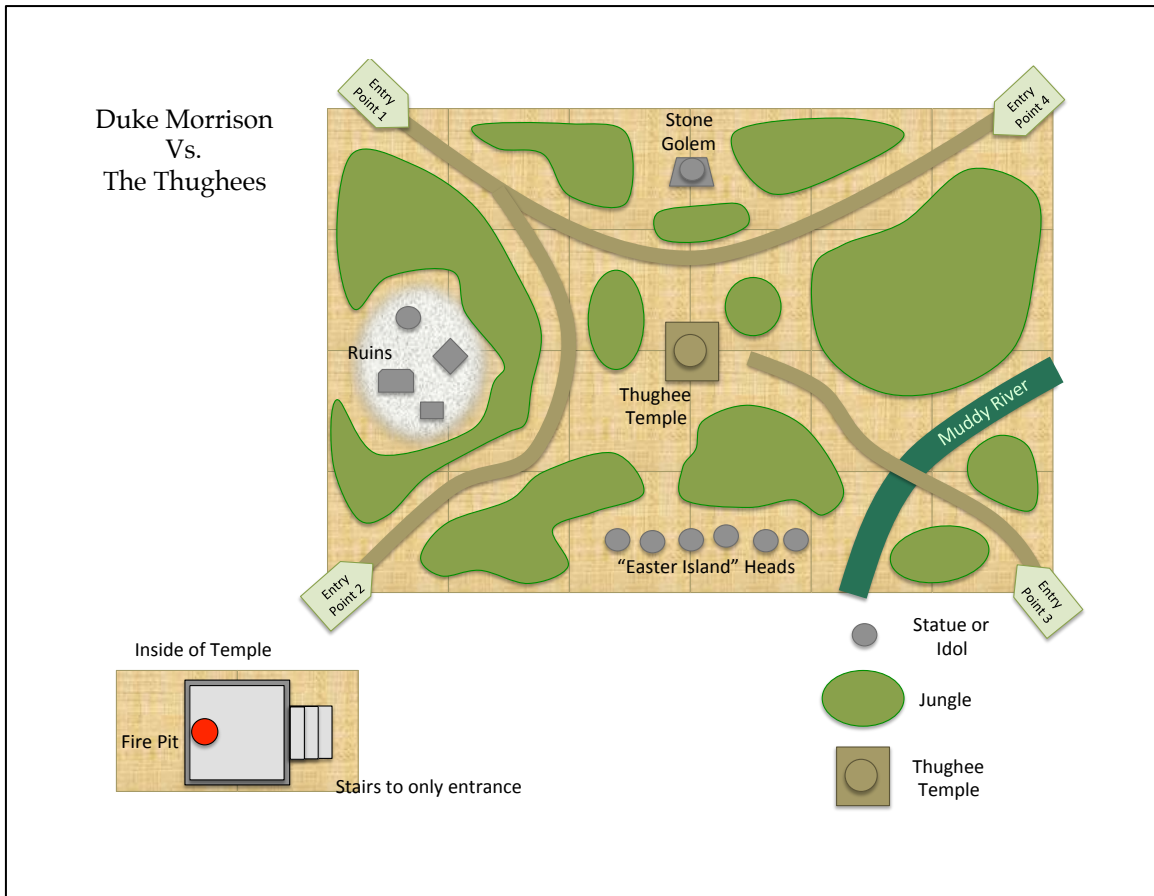 Duke Morrison
Vs.
The Thughees
Entry
Point 1
Entry
Point 4
Stone
Golem
Ruins
Thughee
Temple
Muddy River
"Easter Island" Heads
Entry
Point 2
Entry
Point 3
Inside of Temple
Fire Pit
Stairs to only entrance
Statue or
Idol
Jungle
Thughee
Temple